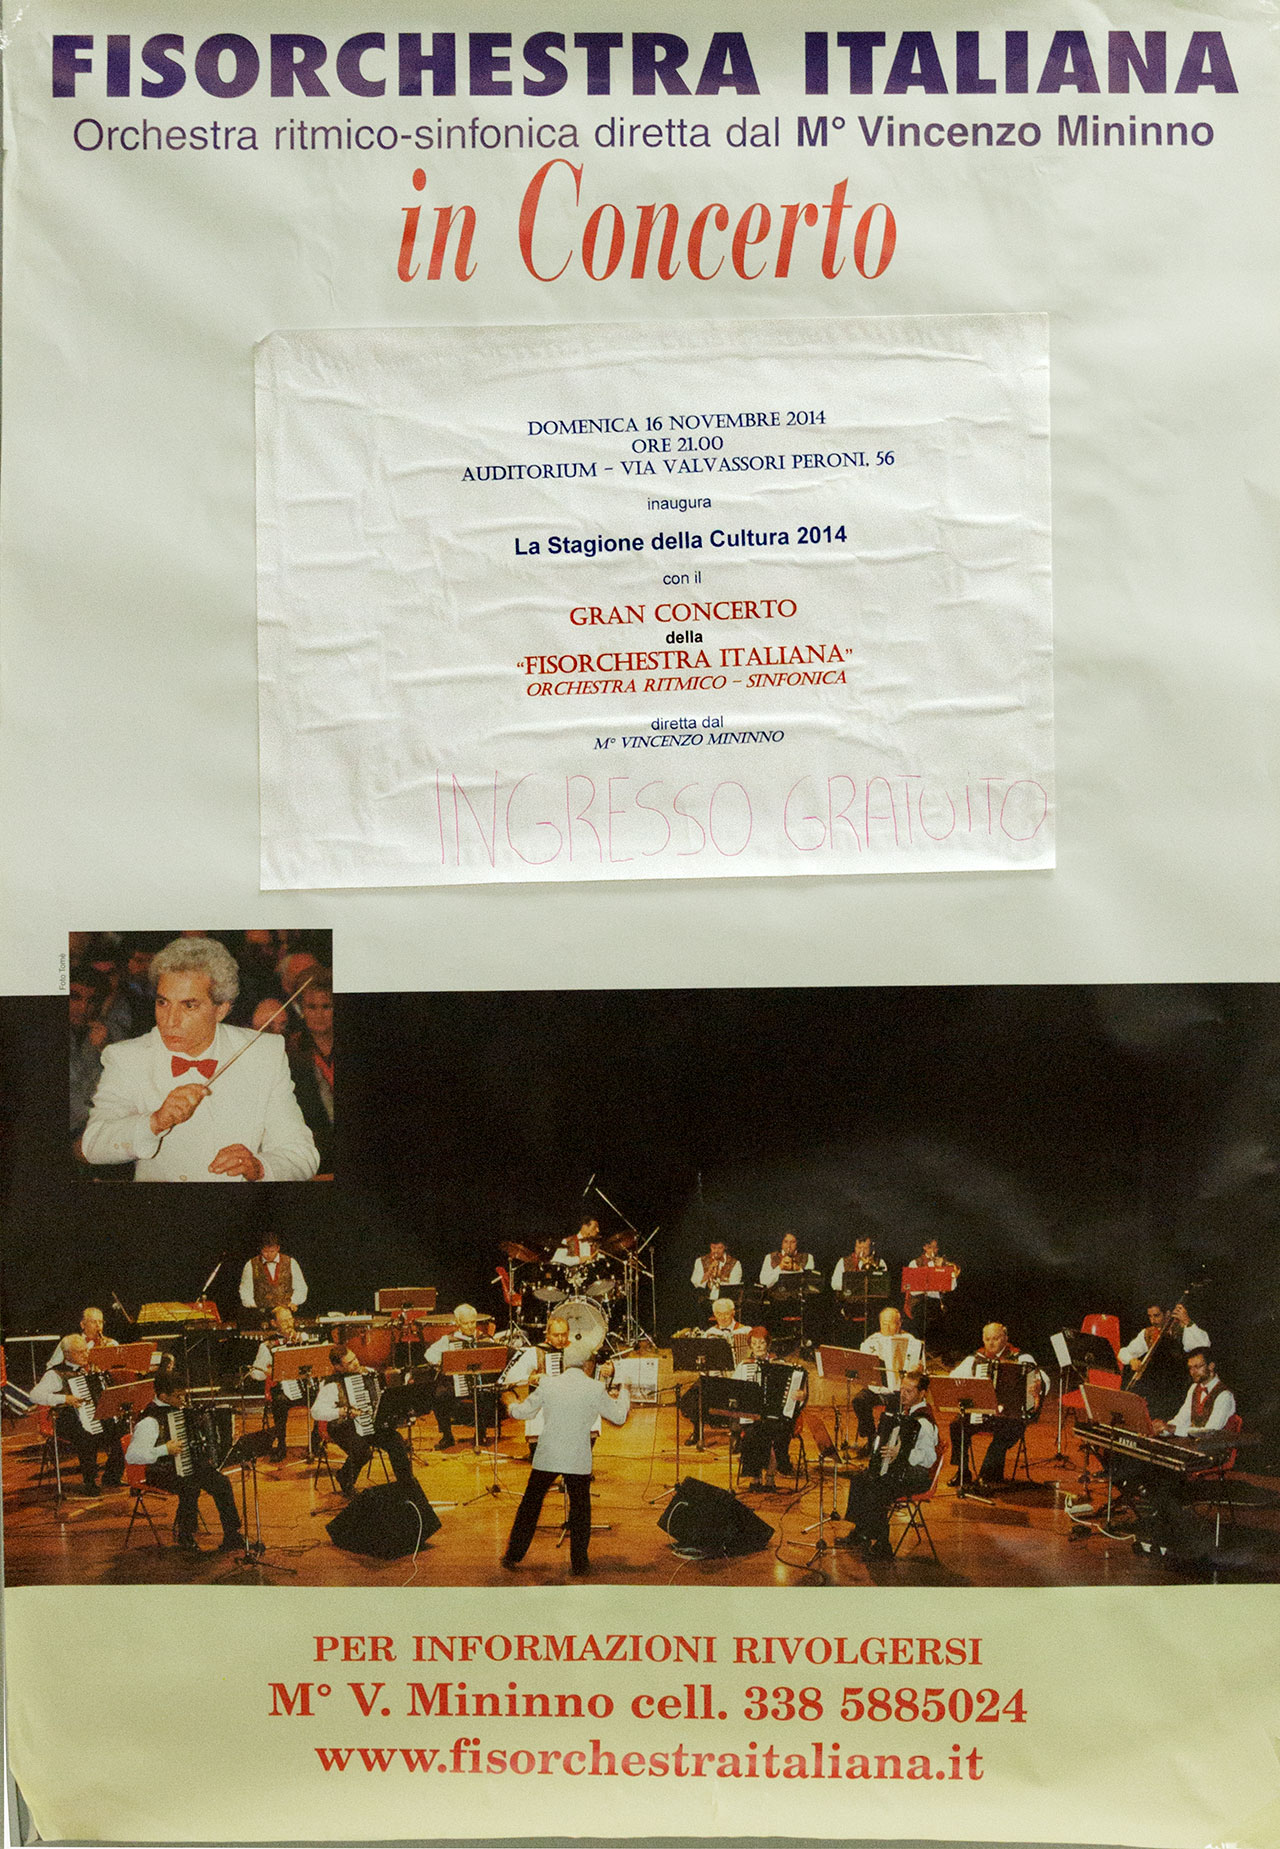 FISORCHESTRA ITALIANA
Orchestra ritmico-sinfonica diretta dal M° Vincenzo Mininno
in Concerto
DOMENICA 16 NOVEMBRE 2014
ORE 21.00
AUDITORIUM – VIA VALVASSORI PERONI, 56
inaugura
La Stagione della Cultura 2014
con il
GRAN CONCERTO
della
“FISORCHESTRA ITALIANA”
ORCHESTRA RITMICO – SINFONICA
diretta dal
M° VINCENZO MININNO
INGRESSO GRATUITO
Foto Tomè
PER INFORMAZIONI RIVOLGERSI
M° V. Mininno cell. 338 5885024
www.fisorchestraitaliana.it